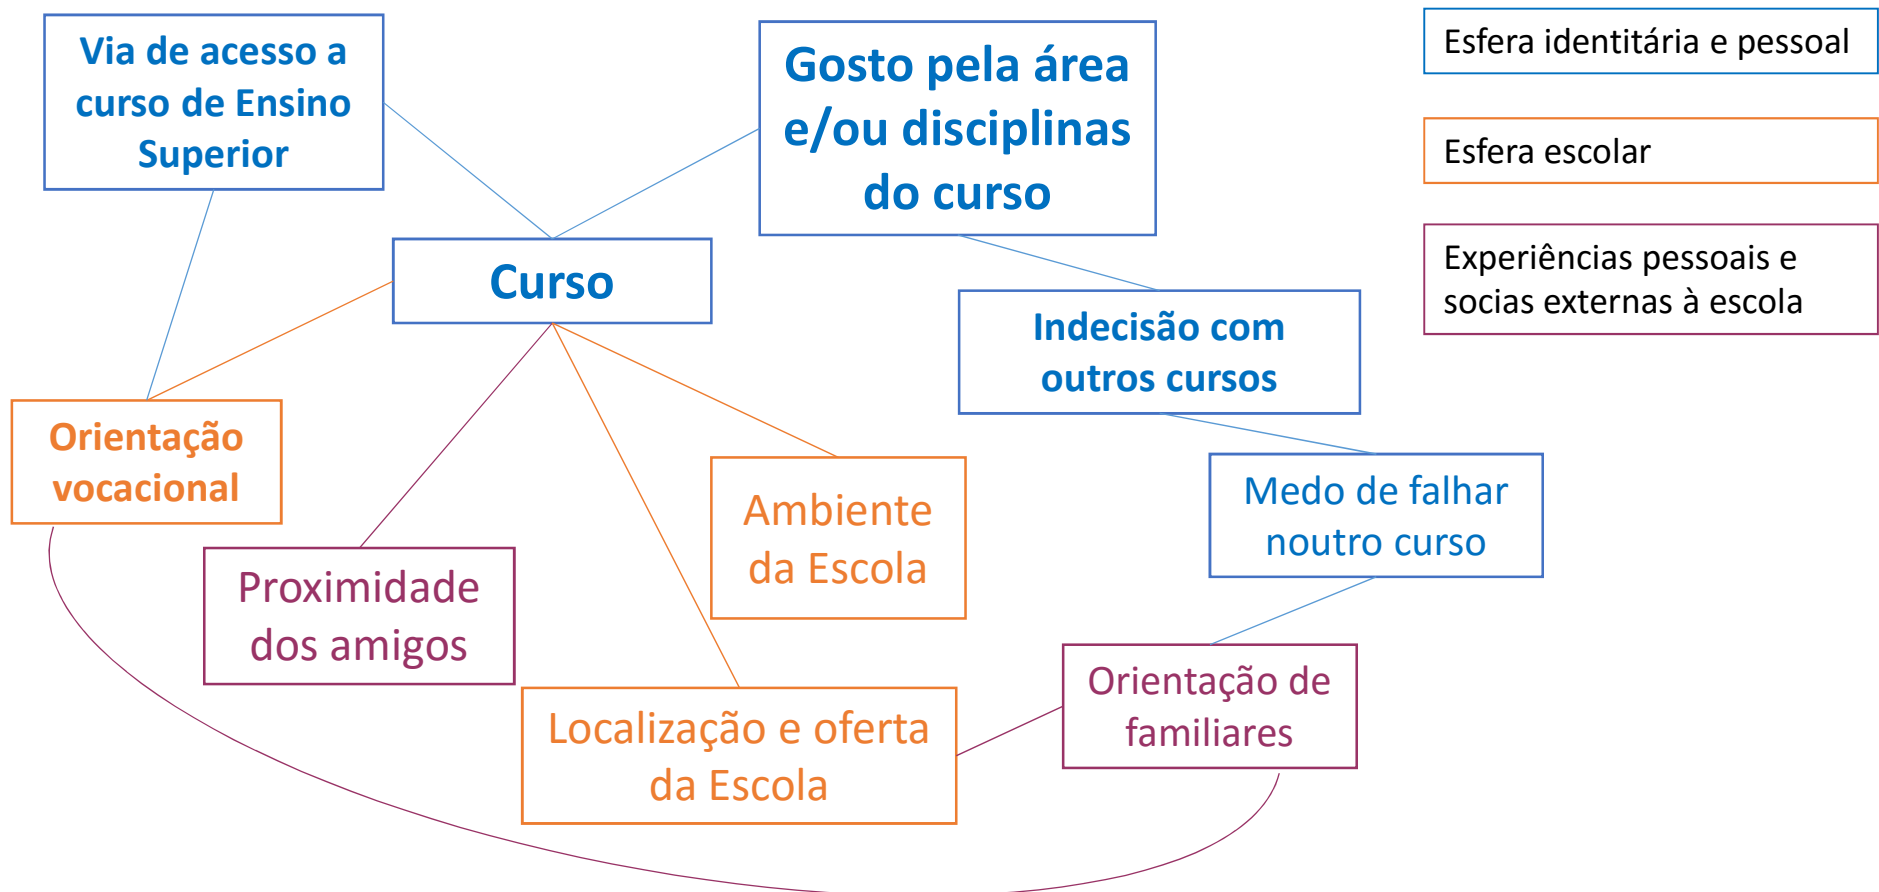 Via de acesso a
curso de Ensino
Superior
Gosto pela área
e/ou disciplinas
do curso
Esfera identitária e pessoal
Esfera escolar
Experiências pessoais e
socias externas à escola
Curso
Indecisão com
outros cursos
Orientação
vocacional
Ambiente
da Escola
Medo de falhar
noutro curso
Proximidade
dos amigos
Localização e oferta
da Escola
Orientação de
familiares